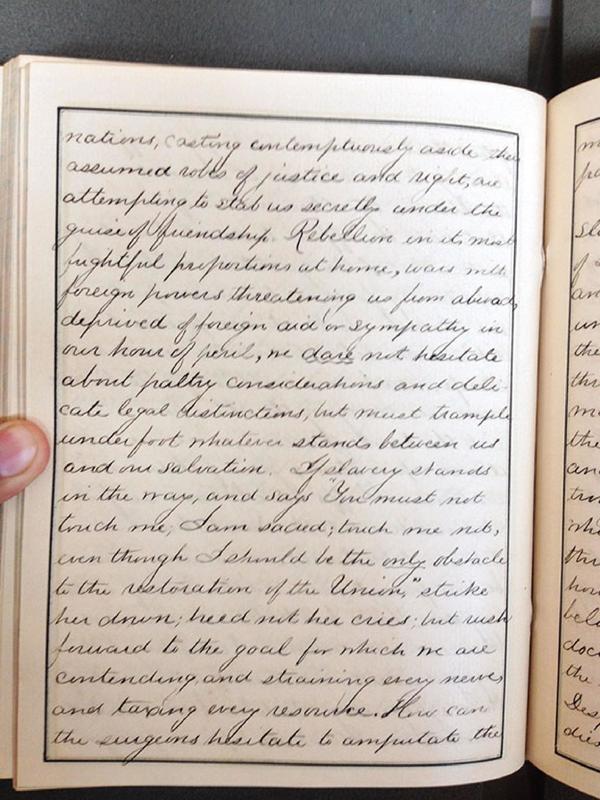 nations, casting contemptuously aside the
assumed robes of justice and right, are
attempting to stab us secretly under the
guise of friendship. Rebellion in its most
frightful proportions at home, wars with
foreign powers threatening us from abroad,
deprived of foreign aid or sympathy in
our hour of peril, we dare not hesitate
about paltry considerations and deli-
cate legal distinctions, but must trample
under foot whatever stands between us
and our salvation. If slavery stands
in the way, and says "You must not
touch me; I am sacred; touch me not,
even though I should be the only obstacle
to the restoration of the Union," strike
her down; heed not her cries; but rush
forward to the goal for which we are
contending and straining every nerve,
and taxing every resource. How can
the surgeons hesitate to amputate the